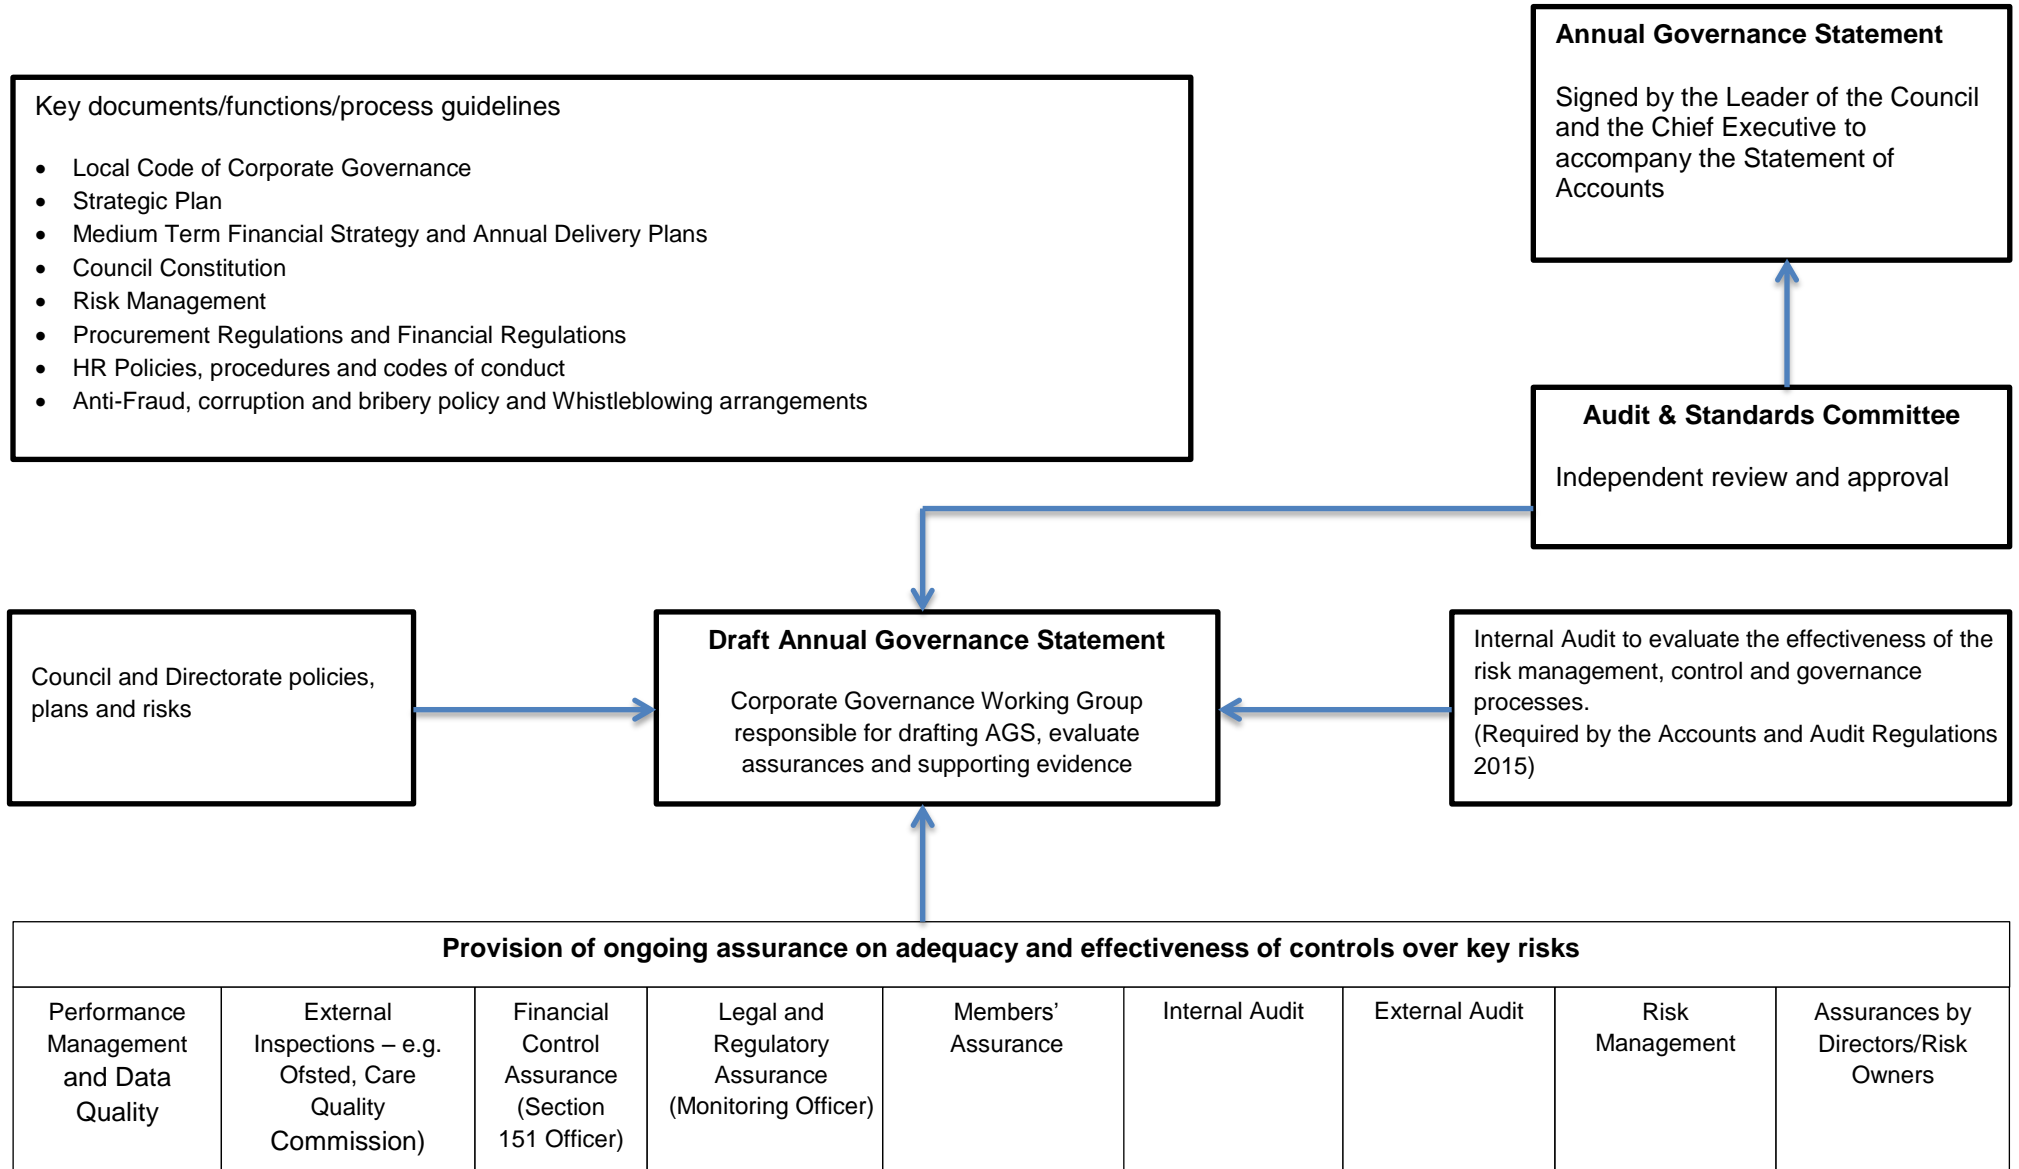 Annual Governance Statement
Signed by the Leader of the Council
and the Chief Executive to
accompany the Statement of
Accounts
Key documents/functions/process guidelines
• Local Code of Corporate Governance
• Strategic Plan
• Medium Term Financial Strategy and Annual Delivery Plans
• Council Constitution
• Risk Management
• Procurement Regulations and Financial Regulations
• HR Policies, procedures and codes of conduct
• Anti-Fraud, corruption and bribery policy and Whistleblowing arrangements
Audit & Standards Committee
Independent review and approval
Council and Directorate policies,
plans and risks
Draft Annual Governance Statement
Corporate Governance Working Group
responsible for drafting AGS, evaluate
assurances and supporting evidence
Internal Audit to evaluate the effectiveness of the
risk management, control and governance
processes.
(Required by the Accounts and Audit Regulations
2015)
Provision of ongoing assurance on adequacy and effectiveness of controls over key risks
Performance
Management
and Data
Quality
External
Inspections – e.g.
Ofsted, Care
Quality
Commission)
Financial
Control
Assurance
(Section
151 Officer)
Legal and
Regulatory
Assurance
(Monitoring Officer)
Members’
Assurance
Internal Audit
External Audit
Risk
Management
Assurances by
Directors/Risk
Owners